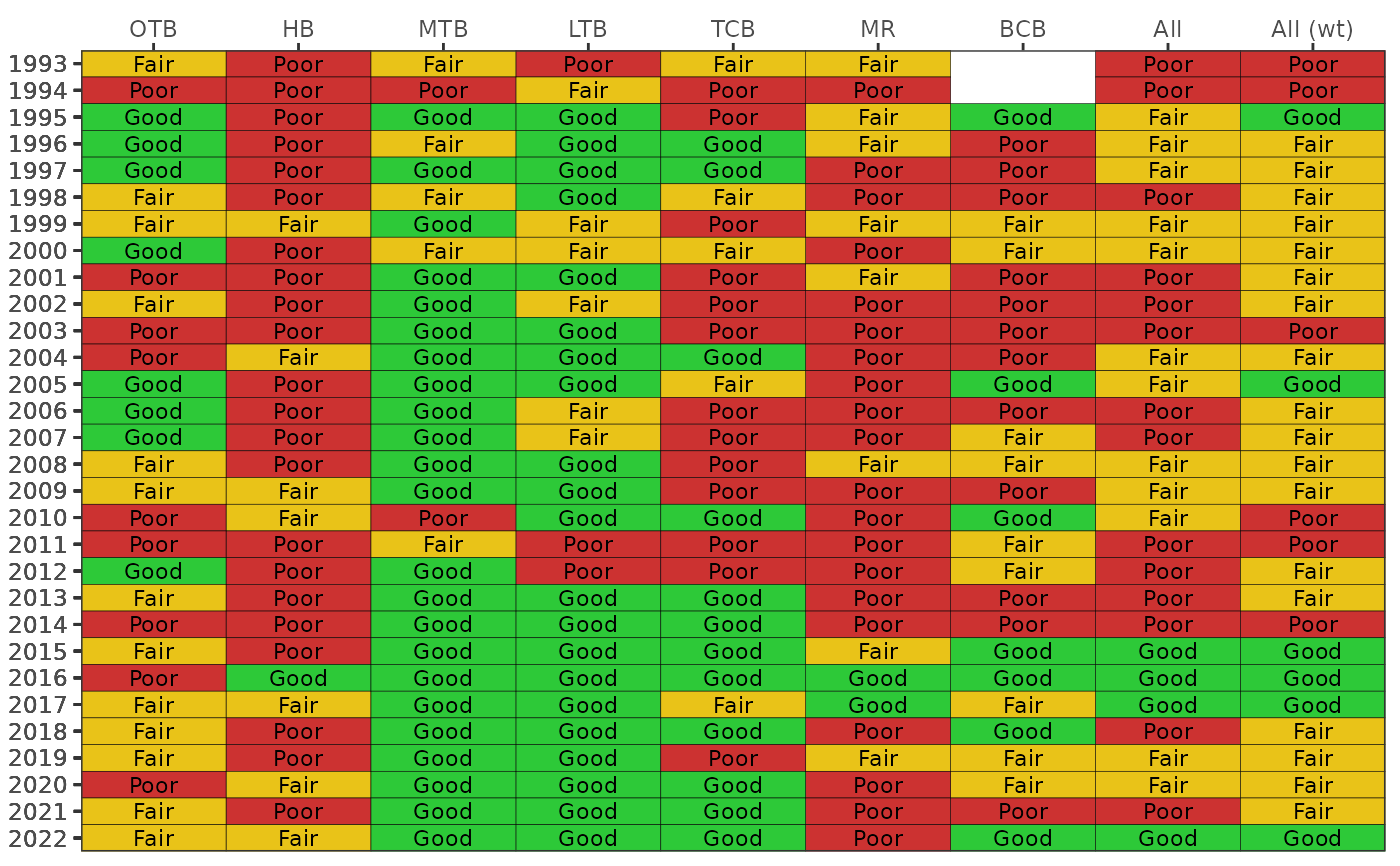 OTB HB MTB LTB TCB MR BCB All All (wt)
1993 Fair Poor Fair Poor Fair Fair Poor Poor
1994 Poor Poor Poor Fair Poor Poor Poor Poor
1995 Good Poor Good Good Poor Fair Good Fair Good
1996 Good Poor Fair Good Good Fair Poor Fair Fair
1997 Good Poor Good Good Good Poor Poor Fair Fair
1998 Fair Poor Fair Good Fair Poor Poor Poor Fair
1999 Fair Fair Good Fair Poor Fair Fair Fair Fair
2000 Good Poor Fair Fair Fair Poor Fair Fair Fair
2001 Poor Poor Good Good Poor Fair Poor Poor Fair
2002 Fair Poor Good Fair Poor Poor Poor Poor Fair
2003 Poor Poor Good Good Poor Poor Poor Poor Poor
2004 Poor Fair Good Good Good Poor Poor Fair Fair
2005 Good Poor Good Good Fair Poor Good Fair Good
2006 Good Poor Good Fair Poor Poor Poor Poor Fair
2007 Good Poor Good Fair Poor Poor Fair Poor Fair
2008 Fair Poor Good Good Poor Fair Fair Fair Fair
2009 Fair Fair Good Good Poor Poor Poor Fair Fair
2010 Poor Fair Poor Good Good Poor Good Fair Poor
2011 Poor Poor Fair Poor Poor Poor Fair Poor Poor
2012 Good Poor Good Poor Poor Poor Fair Poor Fair
2013 Fair Poor Good Good Good Poor Poor Poor Fair
2014 Poor Poor Good Good Good Poor Poor Poor Poor
2015 Fair Poor Good Good Good Fair Good Good Good
2016 Poor Good Good Good Good Good Good Good Good
2017 Fair Fair Good Good Fair Good Fair Good Good
2018 Fair Poor Good Good Good Poor Good Poor Fair
2019 Fair Poor Good Good Poor Fair Fair Fair Fair
2020 Poor Fair Good Good Good Poor Fair Fair Fair
2021 Fair Poor Good Good Good Poor Poor Poor Fair
2022 Fair Fair Good Good Good Poor Good Good Good